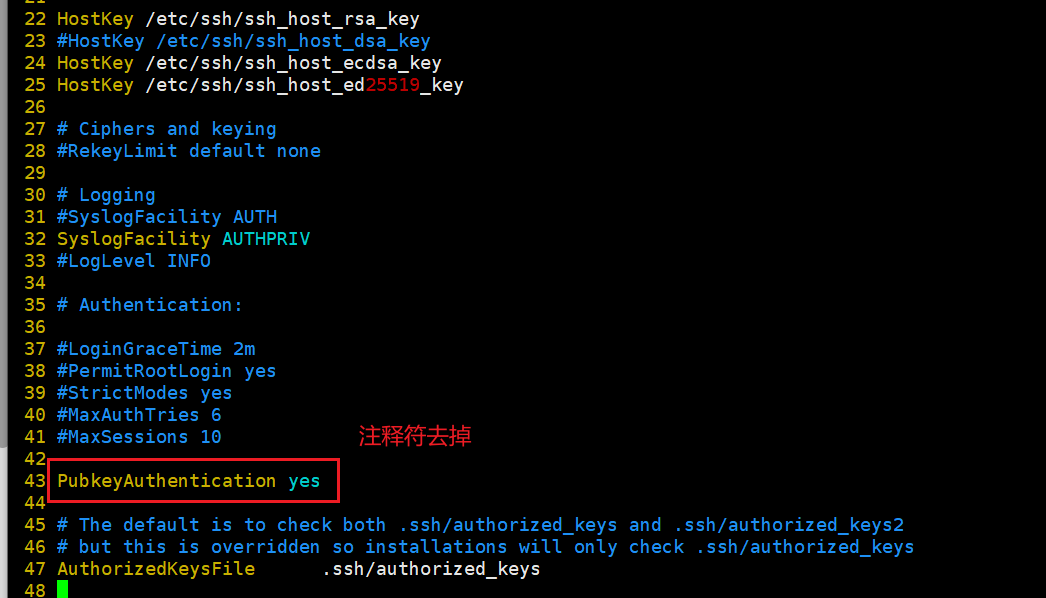 21
22 HostKey /etc/ssh/ssh_host_rsa_key
23 #HostKey /etc/ssh/ssh_host_dsa_key
24 HostKey /etc/ssh/ssh_host_ecdsa_key
25 HostKey /etc/ssh/ssh_host_ed25519_key
26
27 # Ciphers and keying
28 #RekeyLimit default none
29
30 # Logging
31 #SyslogFacility AUTH
32 SyslogFacility AUTHPRIV
33 #LogLevel INFO
34
35 # Authentication:
36
37 #LoginGraceTime 2m
38 #PermitRootLogin yes
39 #StrictModes yes
40 #MaxAuthTries 6
41 #MaxSessions 10
注释符去掉
42
43 PubkeyAuthentication yes
44
45 # The default is to check both .ssh/authorized_keys and .ssh/authorized_keys2
46 # but this is overridden so installations will only check .ssh/authorized_keys
47 AuthorizedKeysFile      .ssh/authorized_keys
48